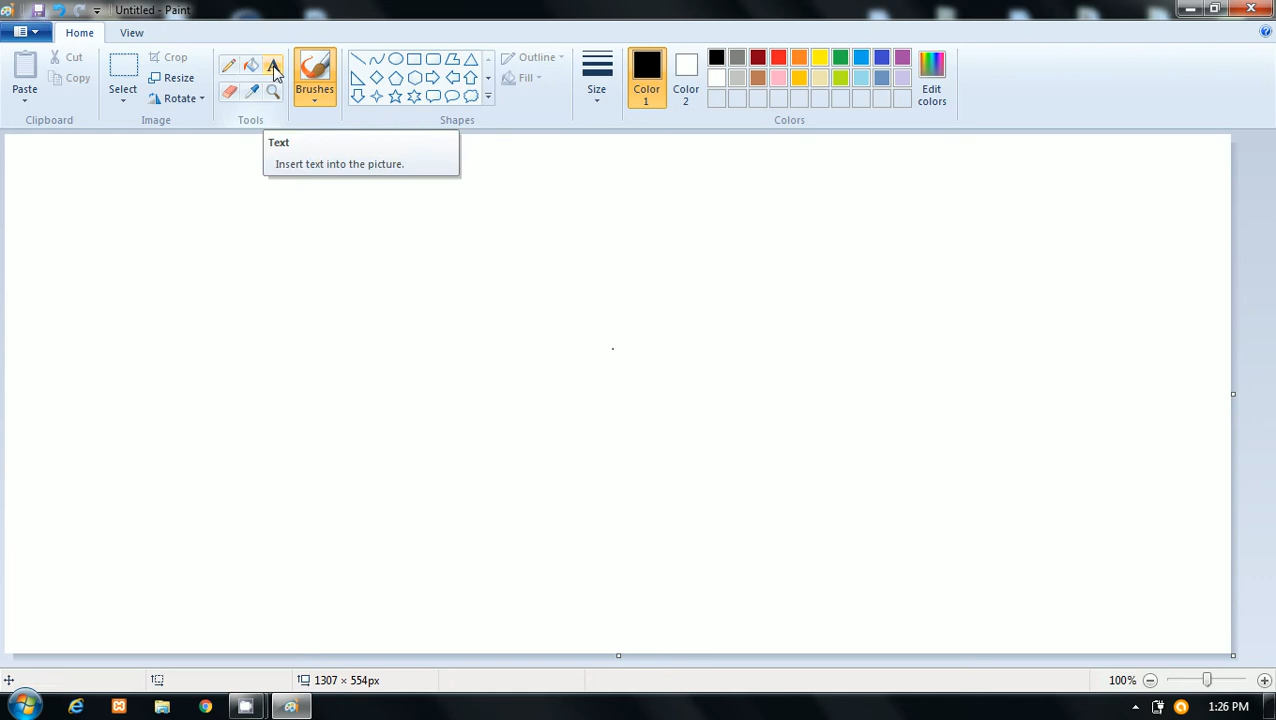 Untitled - Paint
Home
View
Paste
Cut
Copy
Clipboard
Select
Crop
Resize
Rotate
Image
A
Tools
Brushes
Outline
Fill
Shapes
Size
Color 1
Color 2
Edit colors
Colors
Text
Insert text into the picture.
1307 × 554px
100%
1:26 PM